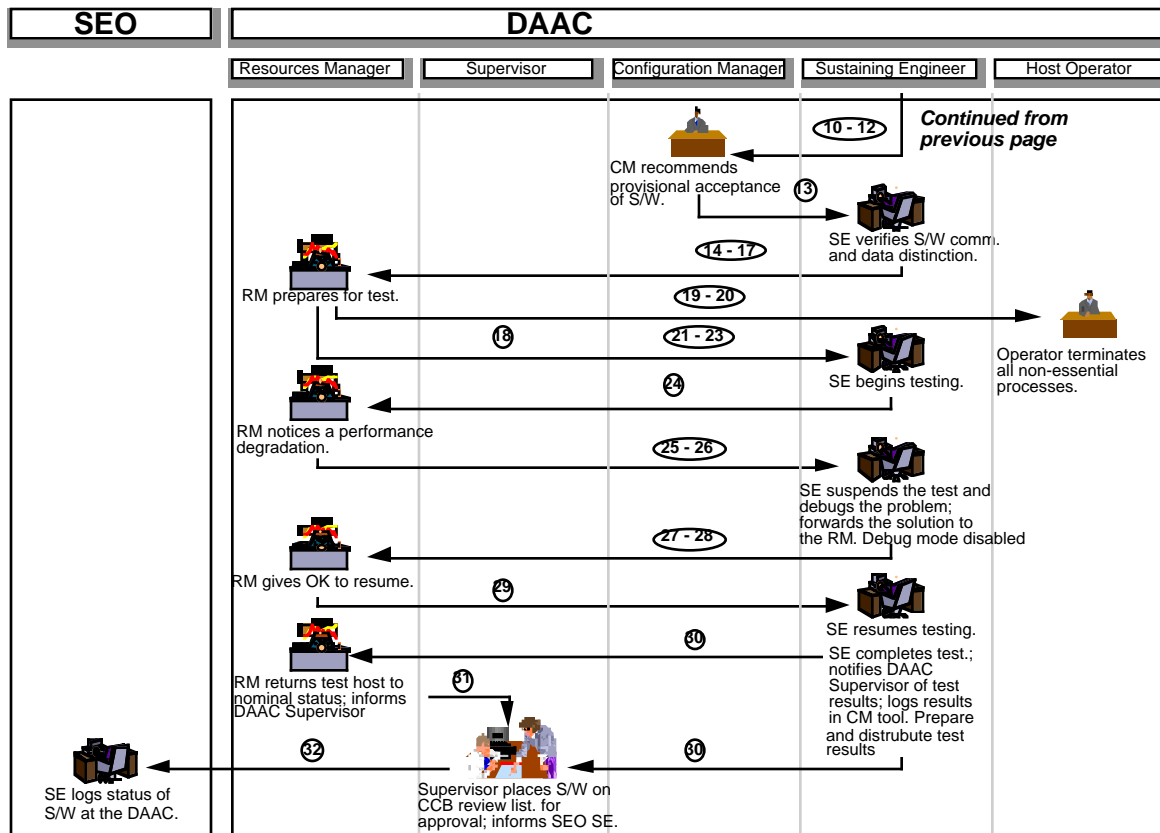 SEO
DAAC
Resources Manager
Supervisor
Configuration Manager
Sustaining Engineer
Host Operator
Continued from
previous page
10 - 12
CM recommends
provisional acceptance
of S/W.
13
SE verifies S/W comm.
and data distinction.
14 - 17
RM prepares for test.
19 - 20
Operator terminates
all non-essential
processes.
18
21 - 23
SE begins testing.
24
RM notices a performance
degradation.
25 - 26
SE suspends the test and
debugs the problem;
forwards the solution to
the RM. Debug mode disabled
27 - 28
RM gives OK to resume.
29
SE resumes testing.
30
SE completes test.;
notifies DAAC
Supervisor of test
results; logs results
in CM tool. Prepare
and distrubute test
results
RM returns test host to
nominal status; informs
DAAC Supervisor
31
30
Supervisor places S/W on
CCB review list. for
approval; informs SEO SE.
32
SE logs status of
S/W at the DAAC.